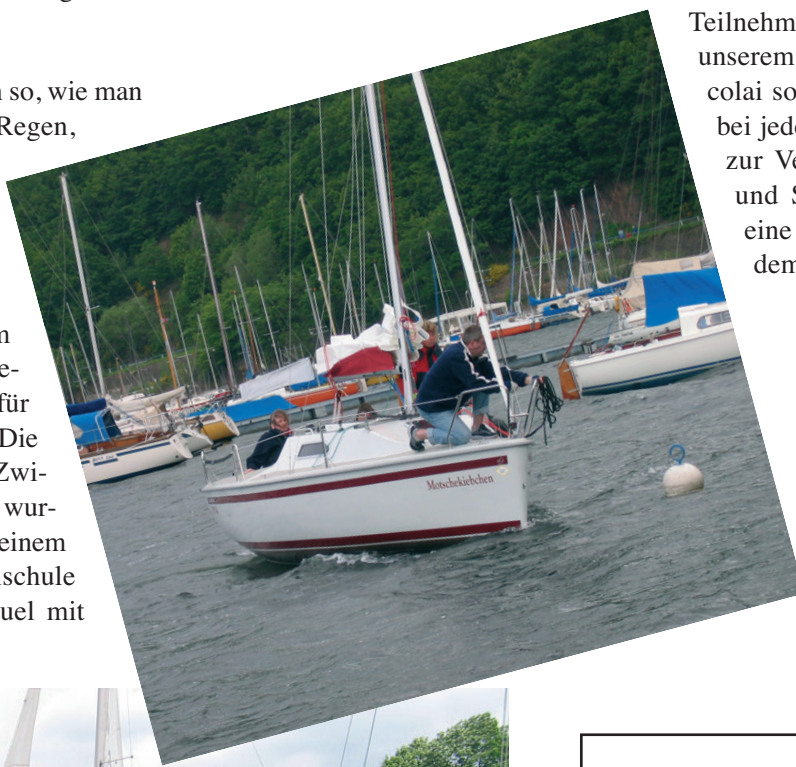 so, wie man
Regen,
e-
für
Die
Zwi-
wur-
einem
schule
uel mit
Motschekiebchen
Teilnehm
unserem
colai so
bei jede
zur Ve
und S
eine
dem